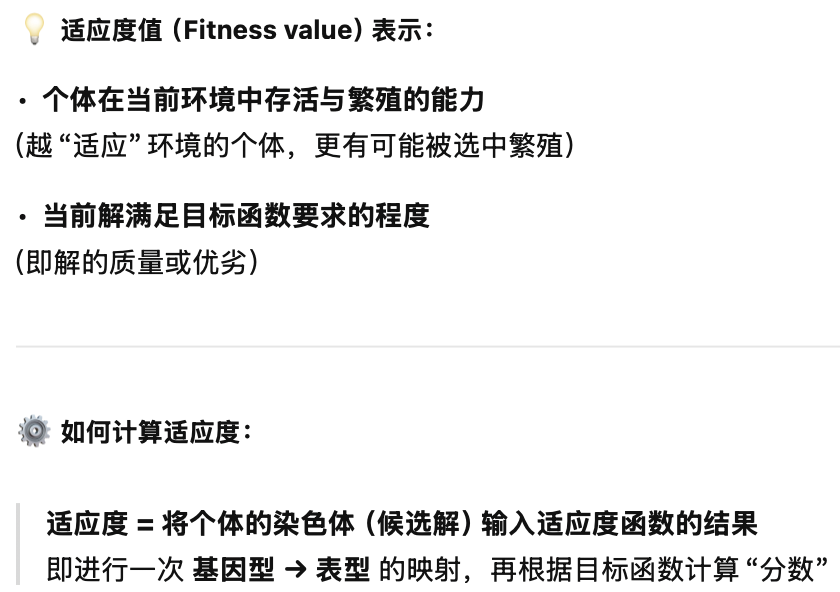 💡 适应度值（Fitness value）表示：
• 个体在当前环境中存活与繁殖的能力
（越“适应”环境的个体，更有可能被选中繁殖）
• 当前解满足目标函数要求的程度
（即解的质量或优劣）
⚙️ 如何计算适应度：
适应度 = 将个体的染色体（候选解）输入适应度函数的结果
即进行一次 基因型 → 表型 的映射，再根据目标函数计算“分数”